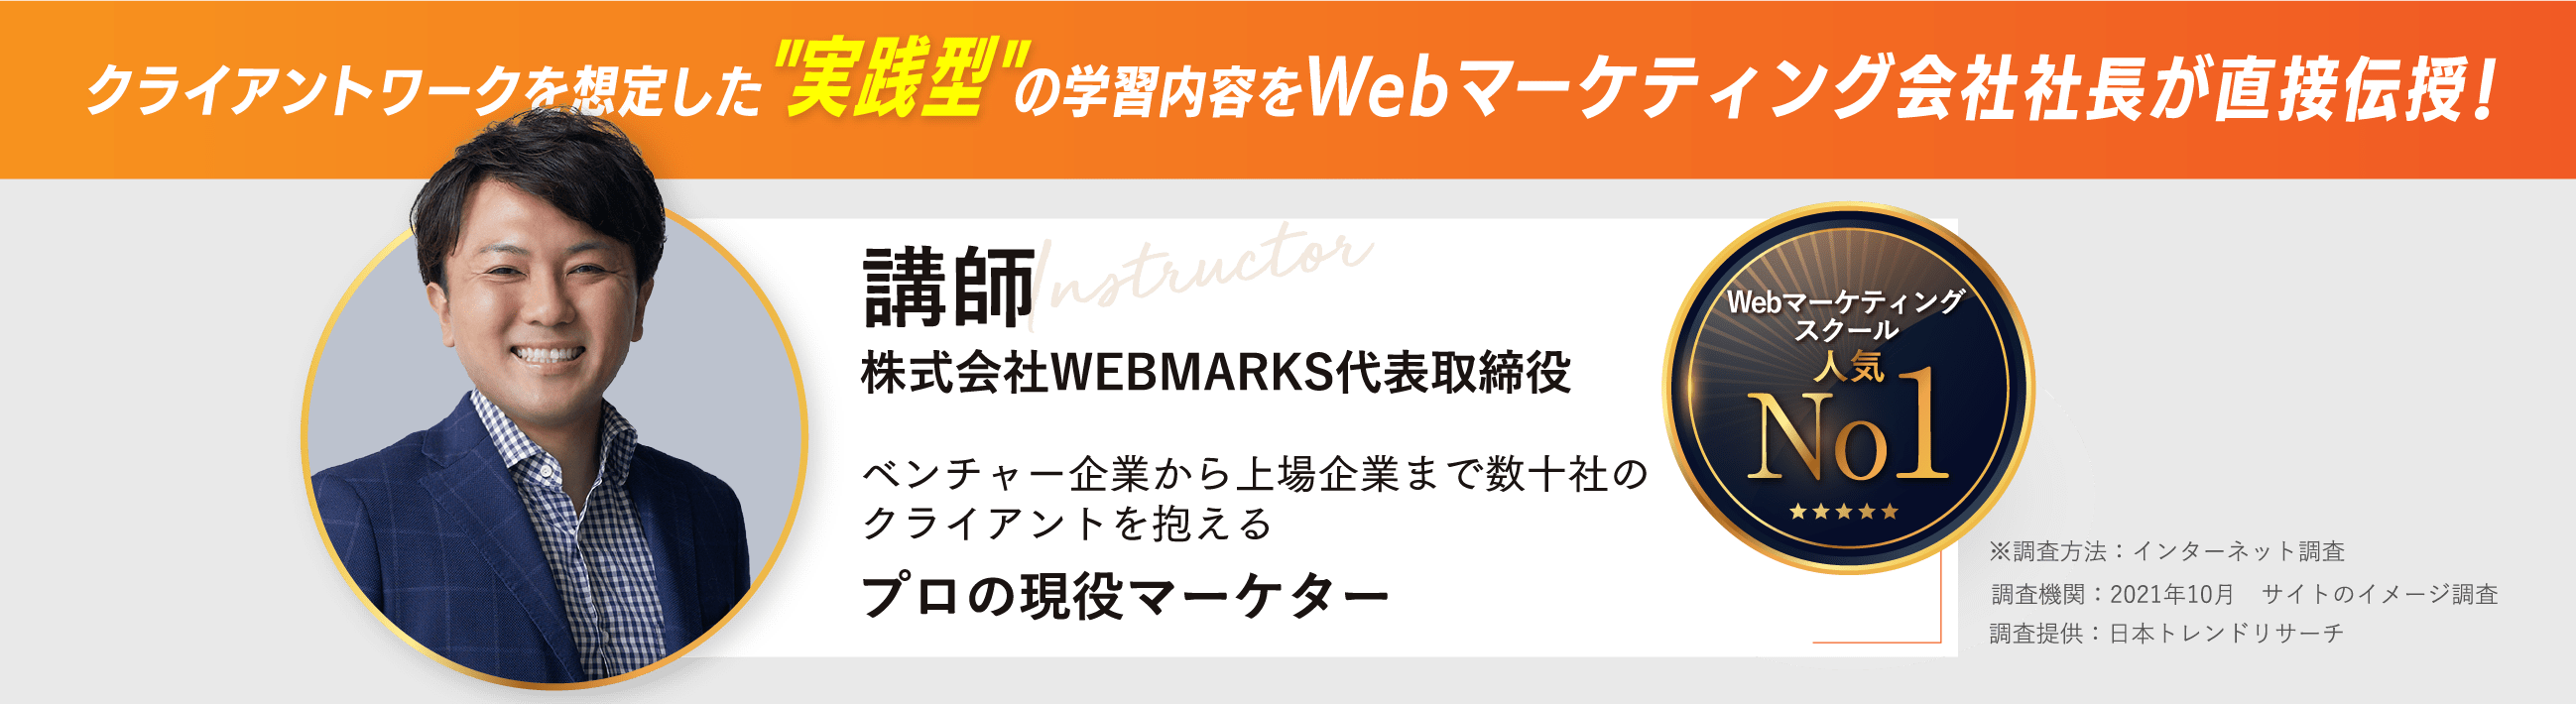 クライアントワークを想定した"実践型"の学習内容をWebマーケティング会社社長が直接伝授!
講師
Instructor
株式会社WEBMARKS代表取締役
ベンチャー企業から上場企業まで数十社の
クライアントを抱える
プロの現役マーケター
Webマーケティング
スクール
人気
No1
※調査方法：インターネット調査
調査機関：2021年10月　サイトのイメージ調査
調査提供：日本トレンドリサーチ